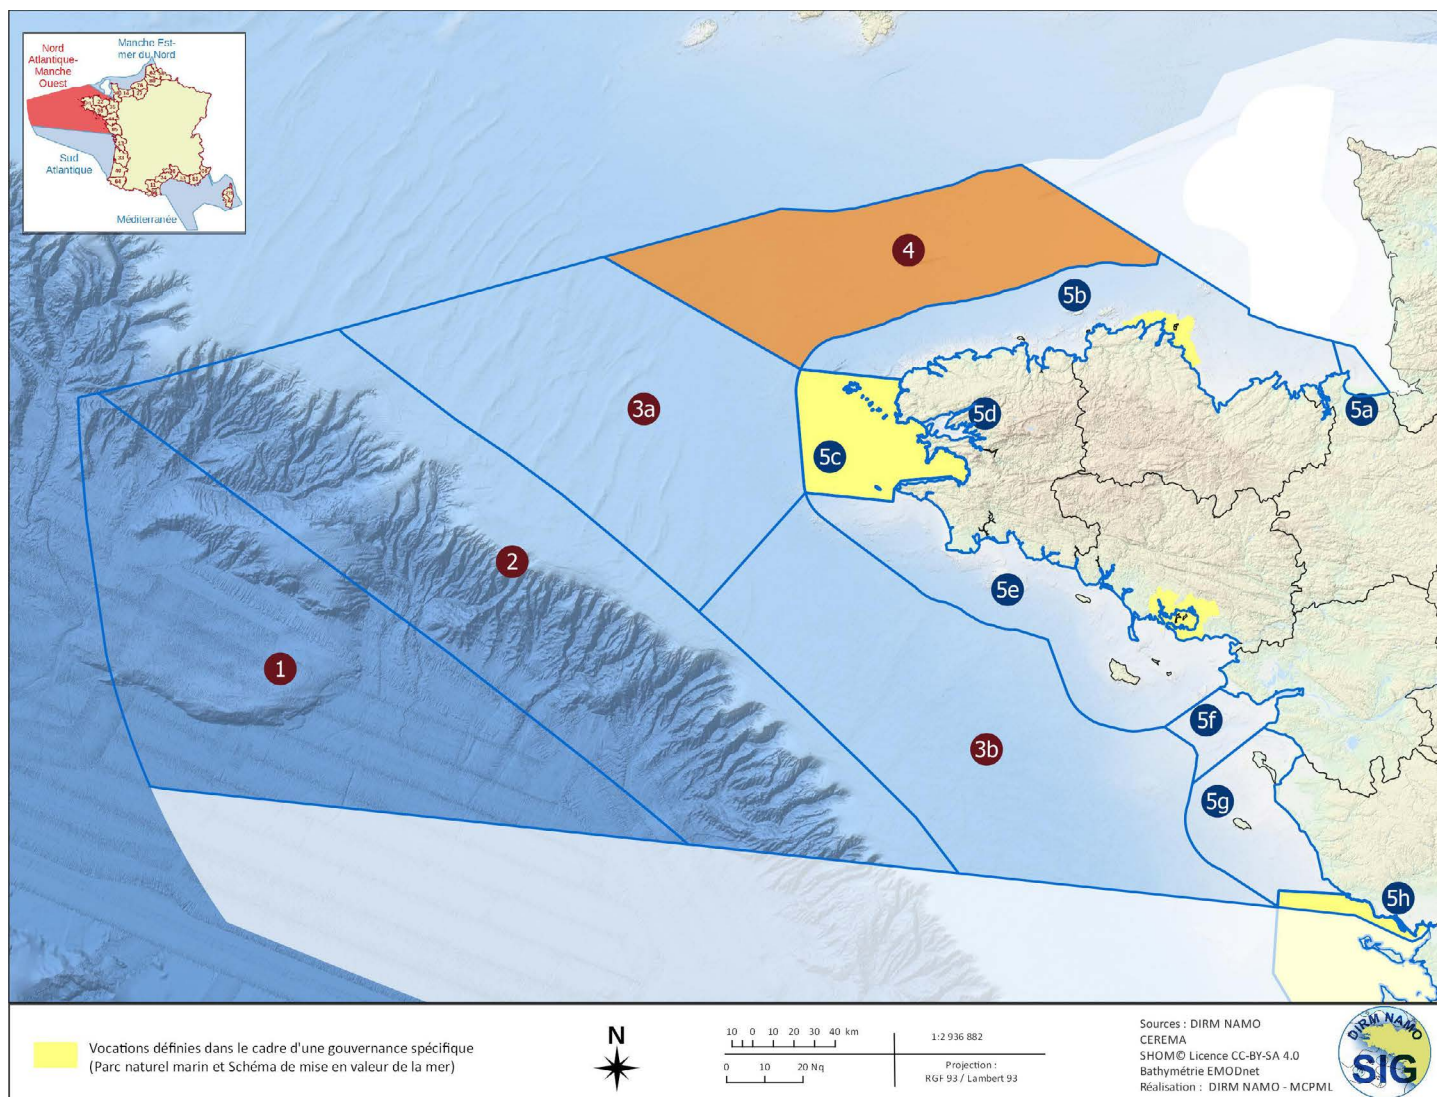 Nord
Atlantique-
Manche
Ouest
Manche Est-
mer du Nord
Sud
Atlantique
Méditerranée
4
5b
3a
5a
5d
5c
2
5e
1
5f
3b
5g
5h
Vocations définies dans le cadre d'une gouvernance spécifique
(Parc naturel marin et Schéma de mise en valeur de la mer)
N
10 0 10 20 30 40 km
0 10 20 Nq
1:2 936 882
Projection :
RGF 93 / Lambert 93
Sources : DIRM NAMO
CEREMA
SHOM© Licence CC-BY-SA 4.0
Bathymétrie EMODnet
Réalisation : DIRM NAMO - MCPML
DIRM NAMO
SIG